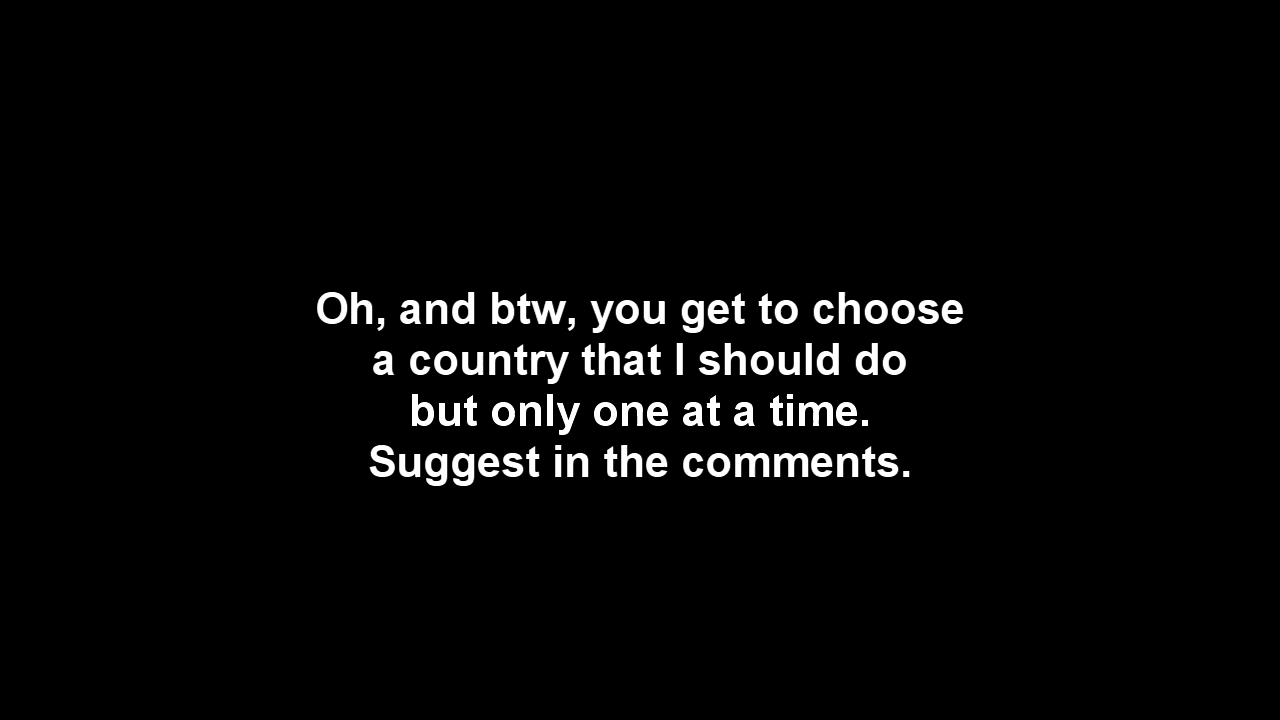 Oh, and btw, you get to choose
a country that I should do
but only one at a time.
Suggest in the comments.